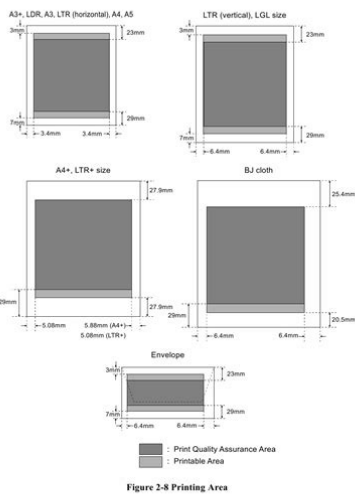 A3+, LDR, A3, LTR (horizontal), A4, A5
3mm
23mm
7mm
29mm
3.4mm 3.4mm
LTR (vertical), LGL size
3mm
23mm
7mm
29mm
6.4mm 6.4mm
A4+, LTR+ size
27.9mm
29mm
27.9mm
5.08mm 5.88mm (A4+)
5.08mm (LTR+)
BJ cloth
25.4mm
29mm
20.5mm
6.4mm 6.4mm
Envelope
3mm
23mm
7mm
29mm
6.4mm 6.4mm
: Print Quality Assurance Area
: Printable Area
Figure 2-8 Printing Area